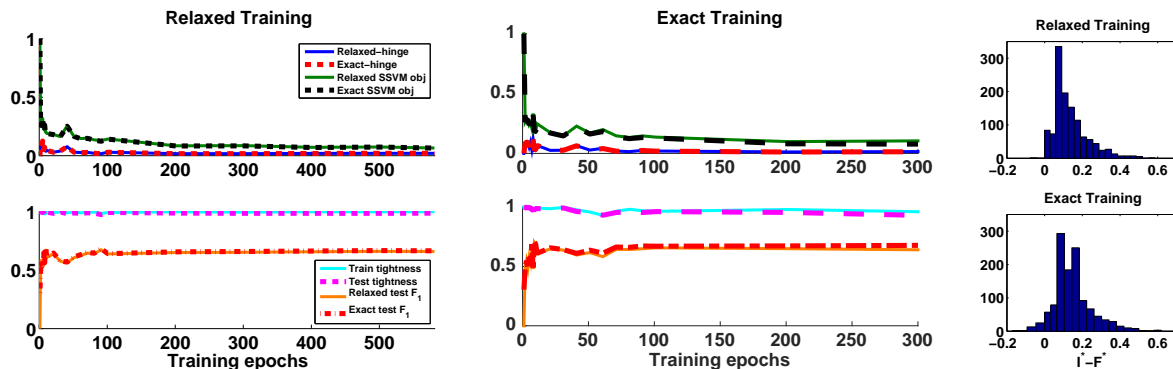 Relaxed Training
1
0.5
0
0 100 200 300 400 500
Relaxed-hinge
Exact-hinge
Relaxed SSVM obj
Exact SSVM obj
1
0.5
0
0 100 200 300 400 500
Training epochs
Train tightness
Test tightness
Relaxed test F1
Exact test F1
Exact Training
1
0.5
0
0 50 100 150 200 250 300
1
0.5
0
0 50 100 150 200 250 300
Training epochs
Relaxed Training
300
200
100
0
−0.2 0 0.2 0.4 0.6
Exact Training
300
200
100
0
−0.2 0 0.2 0.4 0.6
I*−F*